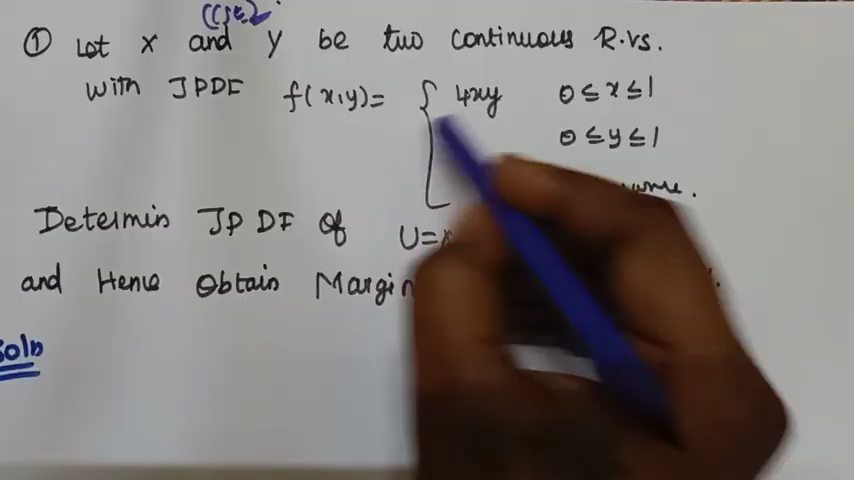 (CSE)
① Let x and y be two continuous R.vs.
with JPDF f(x,y)= { 4xy 0 ≤ x ≤ 1
0 ≤ y ≤ 1
Determin JPDF of U=x
and Hence Obtain Margin
Soln